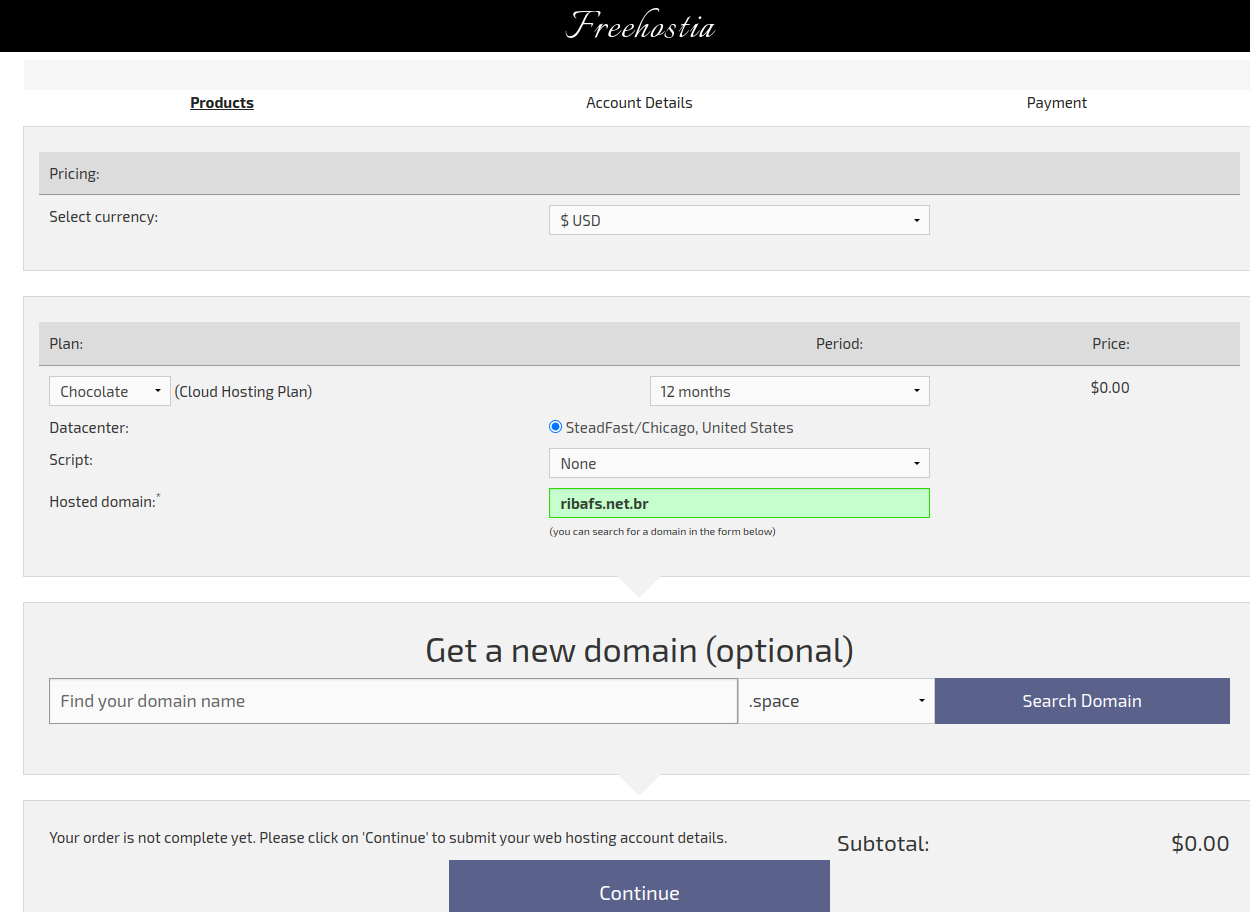 Freehostia
Products Account Details Payment
Pricing:
Select currency: $ USD
Plan: Period: Price:
Chocolate (Cloud Hosting Plan) 12 months $0.00
Datacenter: SteadFast/Chicago, United States
Script: None
Hosted domain:* ribafs.net.br
(you can search for a domain in the form below)
Get a new domain (optional)
Find your domain name .space Search Domain
Your order is not complete yet. Please click on 'Continue' to submit your web hosting account details. Subtotal: $0.00
Continue